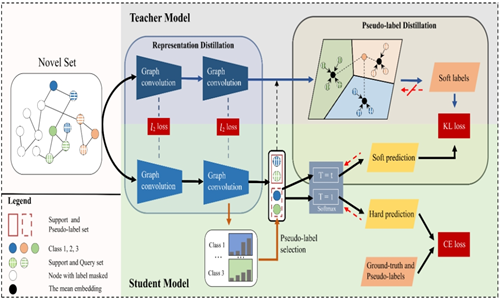 Teacher Model
Representation Distillation
Pseudo-label Distillation
Novel Set
Graph convolution
Graph convolution
Soft labels
l2 loss
l2 loss
KL loss
Graph convolution
Graph convolution
T = t
Soft prediction
T = 1
Softmax
Hard prediction
Legend
Support and Pseudo-label set
Class 1, 2, 3
Support and Query set
Node with label masked
The mean embedding
Class 1
Class 3
Pseudo-label selection
CE loss
Ground-truth and Pseudo-labels
Student Model